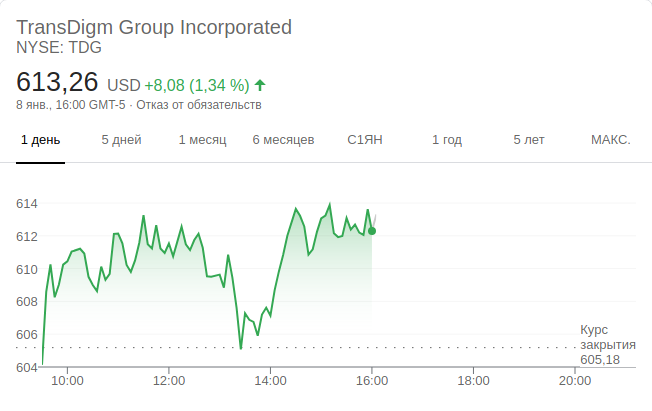 TransDigm Group Incorporated
NYSE: TDG
613,26 USD +8,08 (1,34 %)
8 янв., 16:00 GMT-5 · Отказ от обязательств
1 день 5 дней 1 месяц 6 месяцев С1ЯН 1 год 5 лет МАКС.
614
612
610
608
606
604
Курс
закрытия
605,18
10:00 12:00 14:00 16:00 18:00 20:00